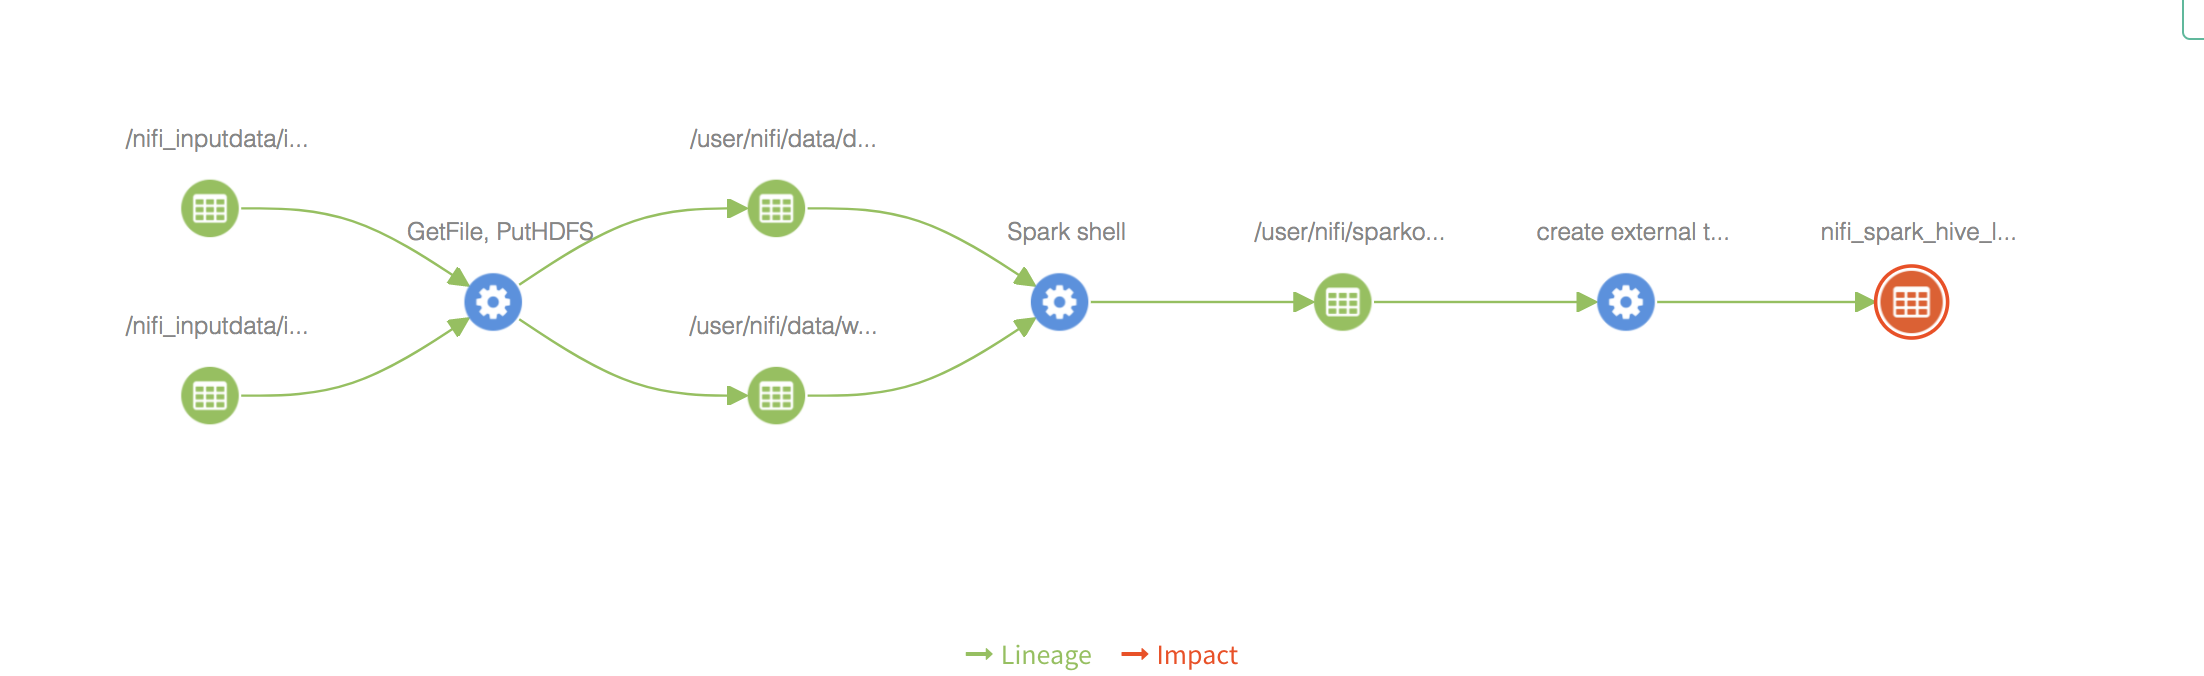 /nifi_inputdata/i...
/user/nifi/data/d...
GetFile, PutHDFS
Spark shell
/user/nifi/sparko...
create external t...
nifi_spark_hive_l...
/nifi_inputdata/i...
/user/nifi/data/w...
Lineage
Impact